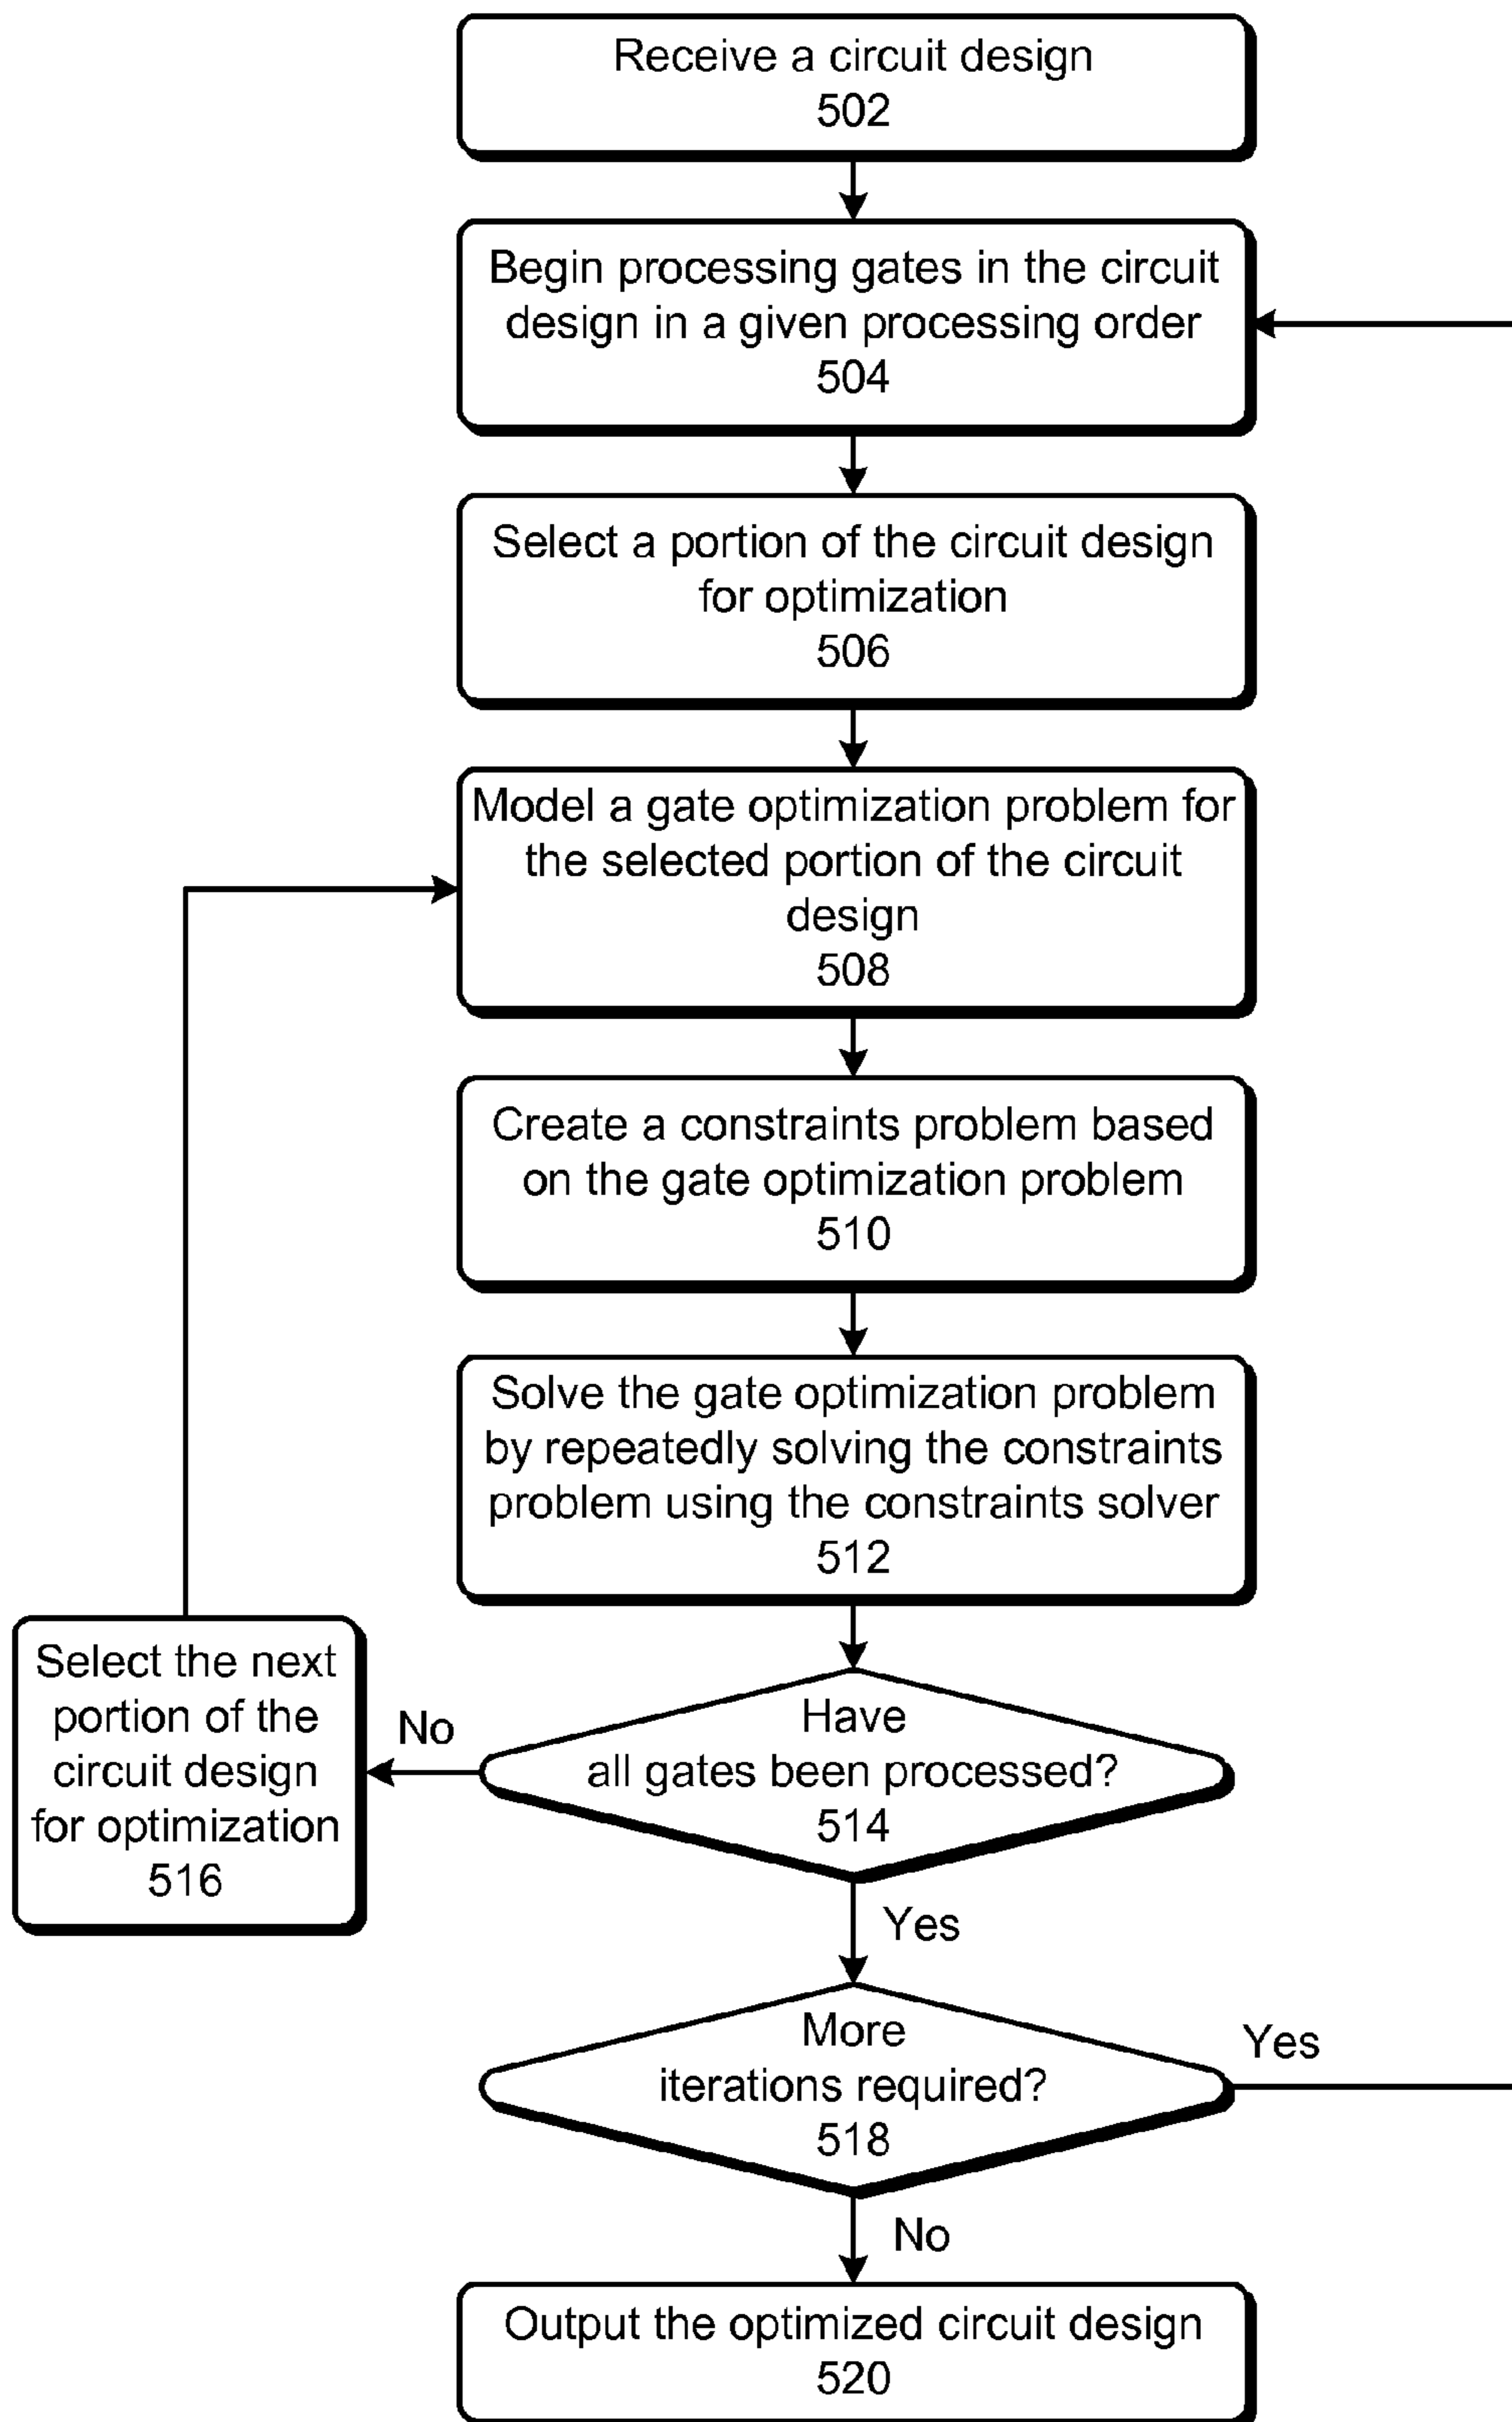 Receive a circuit design
502
Begin processing gates in the circuit
design in a given processing order
504
Select a portion of the circuit design
for optimization
506
Model a gate optimization problem for
the selected portion of the circuit
design
508
Create a constraints problem based
on the gate optimization problem
510
Solve the gate optimization problem
by repeatedly solving the constraints
problem using the constraints solver
512
Have
all gates been processed?
514
No
Select the next
portion of the
circuit design
for optimization
516
Yes
More
iterations required?
518
Yes
No
Output the optimized circuit design
520